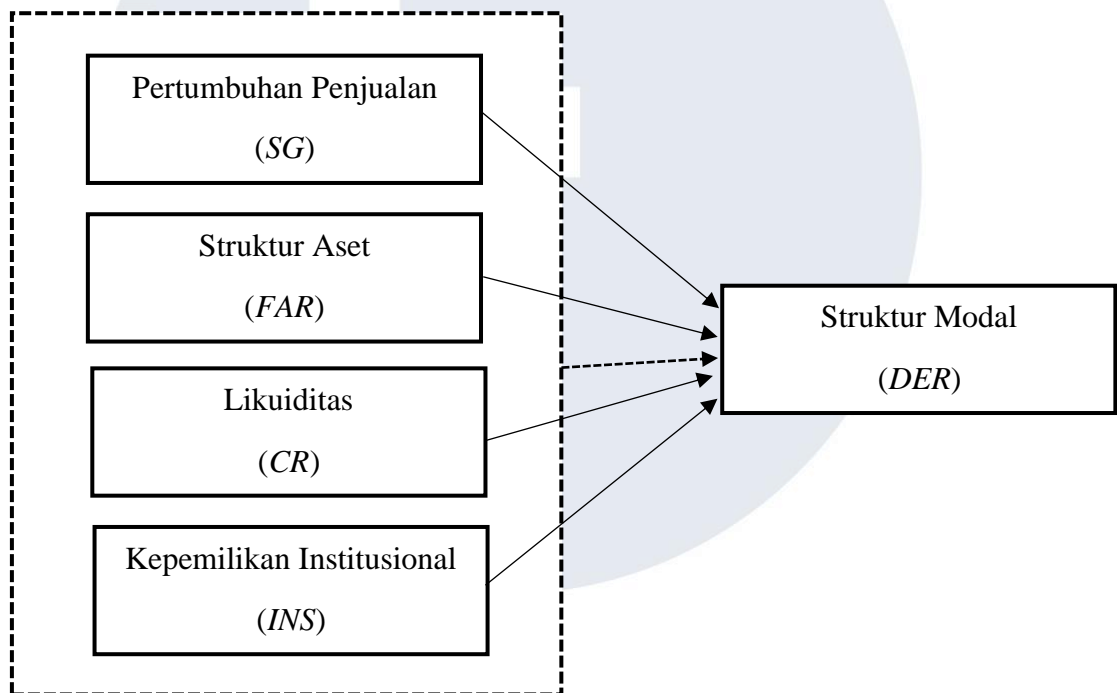 Pertumbuhan Penjualan
(SG)
Struktur Aset
(FAR)
Likuiditas
(CR)
Kepemilikan Institusional
(INS)
Struktur Modal
(DER)